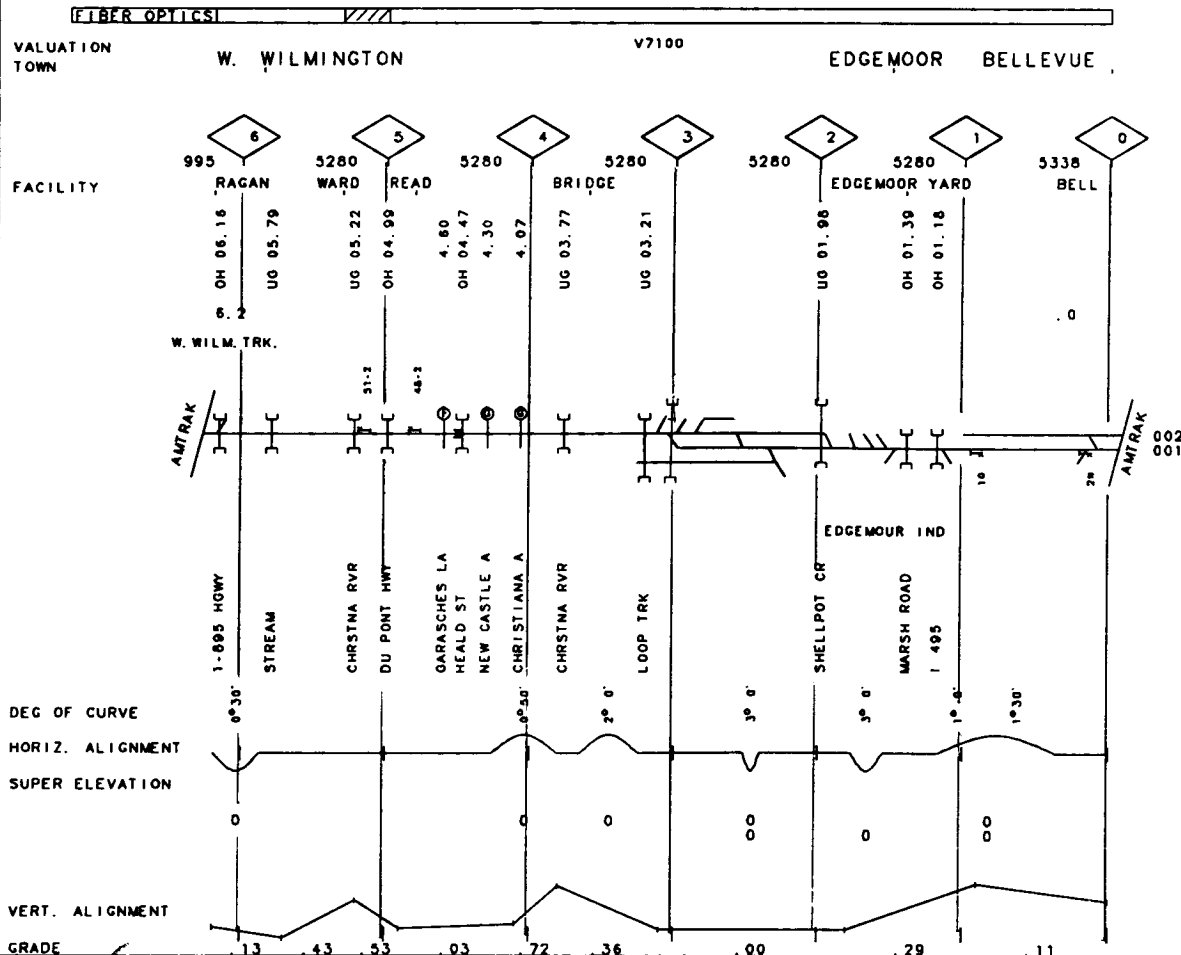 FIBER OPTICS
VALUATION V7100
TOWN W. WILMINGTON EDGEMOOR BELLEVUE
6 5 4 3 2 1 0
995 5280 5280 5280 5280 5280 5338
FACILITY RAGAN WARD READ BRIDGE EDGEMOOR YARD BELL
OH 06.16
UG 05.79
UG 05.22
OH 04.99
4.60
OH 04.47
4.30
4.07
UG 03.77
UG 03.21
UG 01.98
OH 01.39
OH 01.18
6.2 .0
W. WILM. TRK.
51-2
48-2
AMTRAK
AMTRAK
002
001
10
EDGEMOUR IND
I-895 HGWY
STREAM
CHRSTNA RVR
DU PONT HWY
GARASCHES LA
HEALD ST
NEW CASTLE A
CHRISTIANA A
CHRSTNA RVR
LOOP TRK
SHELLPOT CR
MARSH ROAD
I 495
DEG OF CURVE 0°30' 0°50' 2° 0' 3° 0' 3° 0' 1° 0' 1°30'
HORIZ. ALIGNMENT
SUPER ELEVATION
0 0 0 0 0 0
0 0
VERT. ALIGNMENT
GRADE .13 .43 .53 .03 .72 .36 .00 .29 .11